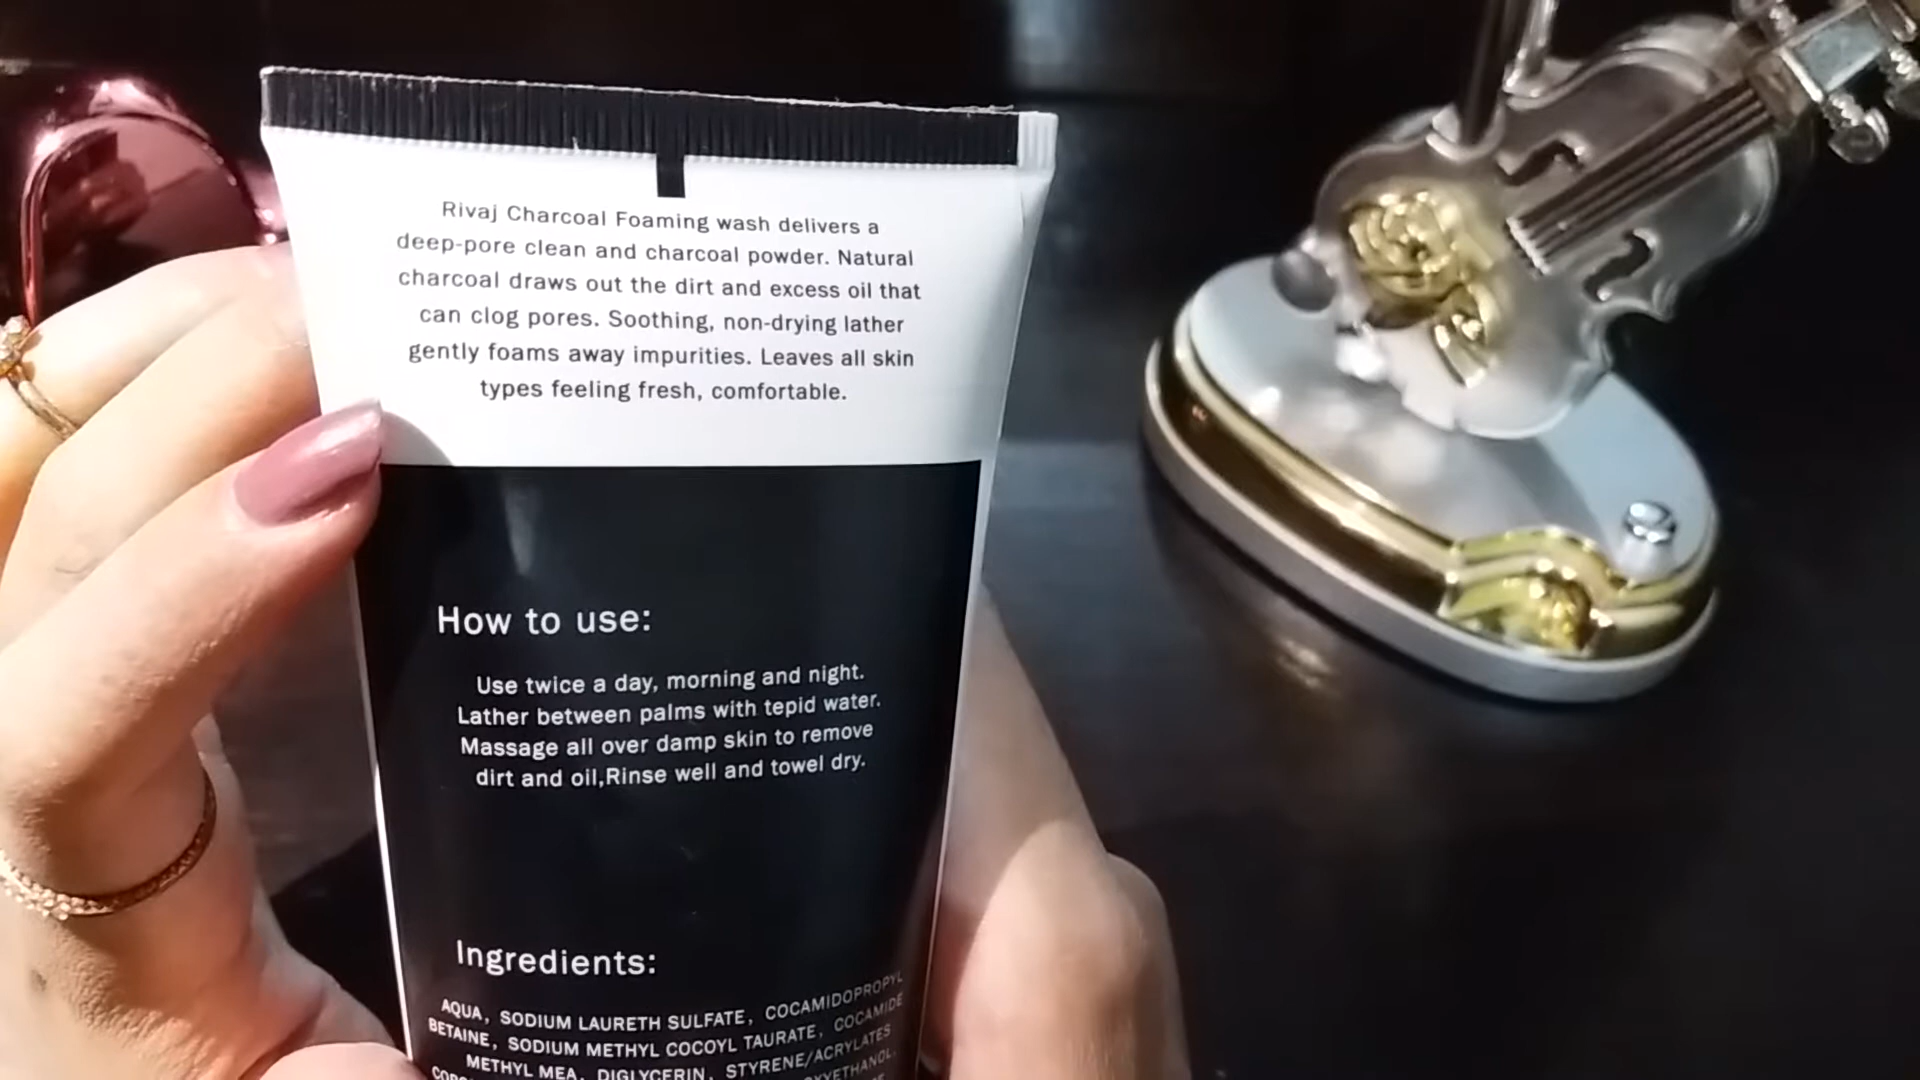 Rivaj Charcoal Foaming wash delivers a
deep-pore clean and charcoal powder. Natural
charcoal draws out the dirt and excess oil that
can clog pores. Soothing, non-drying lather
gently foams away impurities. Leaves all skin
types feeling fresh, comfortable.
How to use:
Use twice a day, morning and night.
Lather between palms with tepid water.
Massage all over damp skin to remove
dirt and oil,Rinse well and towel dry.
Ingredients:
AQUA, SODIUM LAURETH SULFATE, COCAMIDOPROPYL
BETAINE, SODIUM METHYL COCOYL TAURATE, COCAMIDE
METHYL MEA, DIGLYCERIN, STYRENE/ACRYLATES